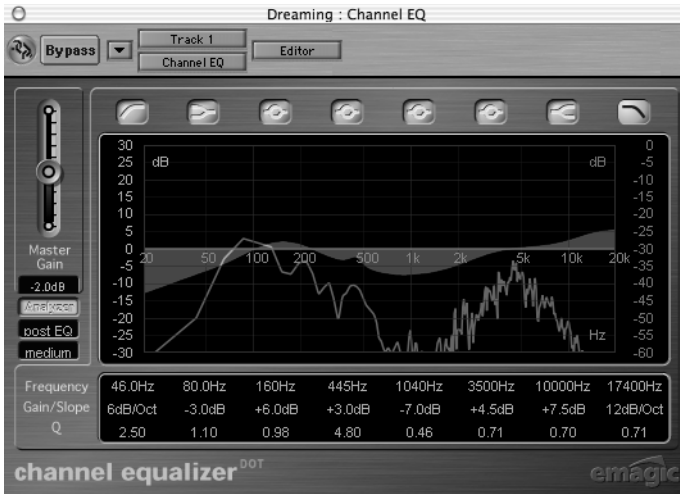 Dreaming : Channel EQ
Bypass
Track 1
Channel EQ
Editor
30
25
20
15
10
5
0
-5
-10
-15
-20
-25
-30
dB
dB
0
-5
-10
-15
-20
-25
-30
-35
-40
-45
-50
-55
-60
20 50 100 200 500 1k 2k 5k 10k 20k
Hz
Master
Gain
-2.0dB
Analyzer
post EQ
medium
Frequency 46.0Hz 80.0Hz 160Hz 445Hz 1040Hz 3500Hz 10000Hz 17400Hz
Gain/Slope 6dB/Oct -3.0dB +6.0dB +3.0dB -7.0dB +4.5dB +7.5dB 12dB/Oct
Q 2.50 1.10 0.98 4.80 0.46 0.71 0.70 0.71
channel equalizer DOT
emagic